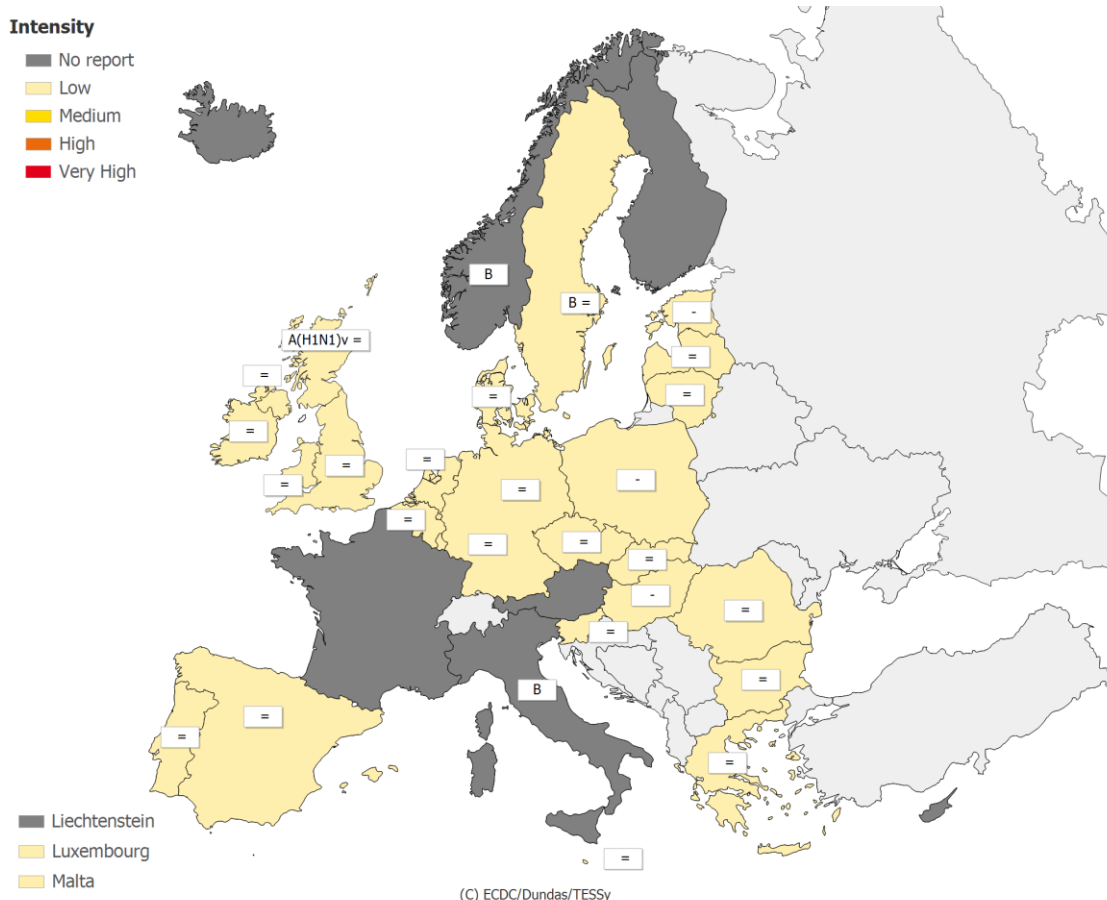 Intensity
No report
Low
Medium
High
Very High
B
B =
-
A(H1N1)v =
=
=
=
=
=
=
=
=
=
=
-
=
=
=
=
-
=
=
=
B
=
=
=
=
Liechtenstein
Luxembourg
Malta
(C) ECDC/Dundas/TESSy